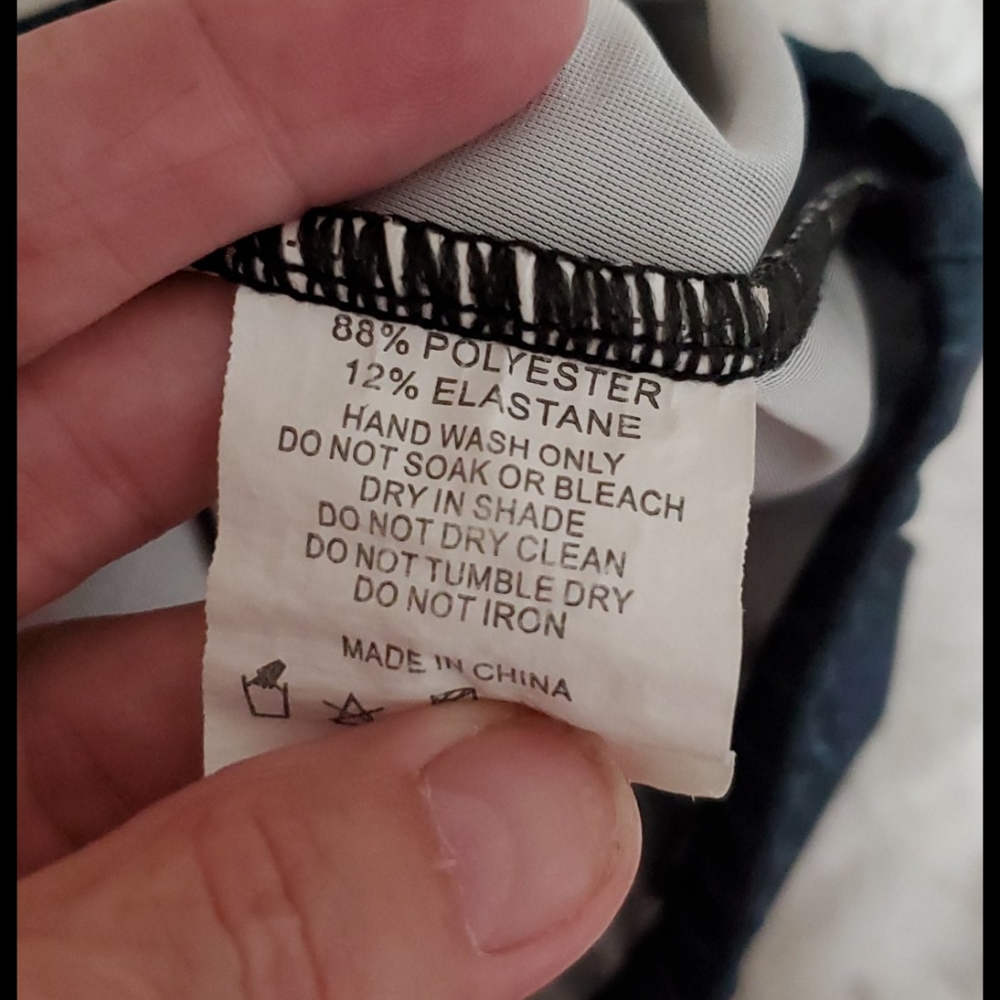 88% POLYESTER
12% ELASTANE
HAND WASH ONLY
DO NOT SOAK OR BLEACH
DRY IN SHADE
DO NOT DRY CLEAN
DO NOT TUMBLE DRY
DO NOT IRON
MADE IN CHINA